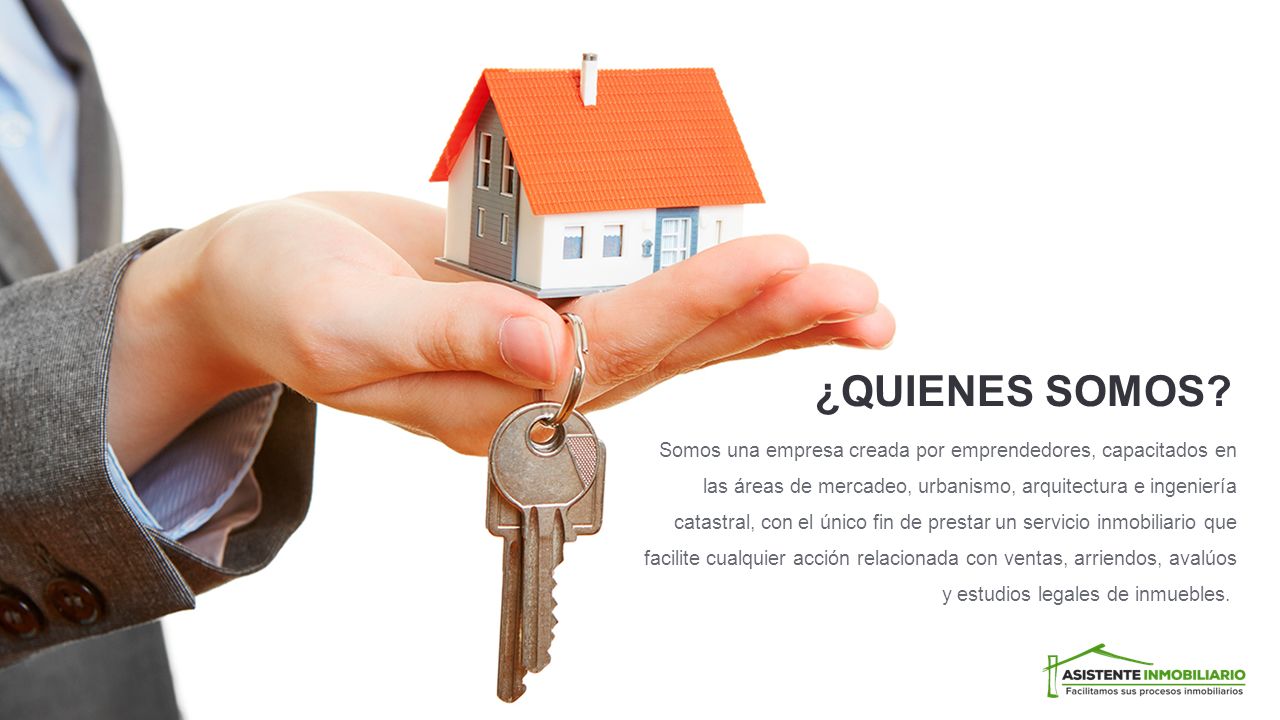 ¿QUIENES SOMOS?
Somos una empresa creada por emprendedores, capacitados en
las áreas de mercadeo, urbanismo, arquitectura e ingeniería
catastral, con el único fin de prestar un servicio inmobiliario que
facilite cualquier acción relacionada con ventas, arriendos, avalúos
y estudios legales de inmuebles.
ASISTENTE INMOBILIARIO
Facilitamos sus procesos inmobiliarios